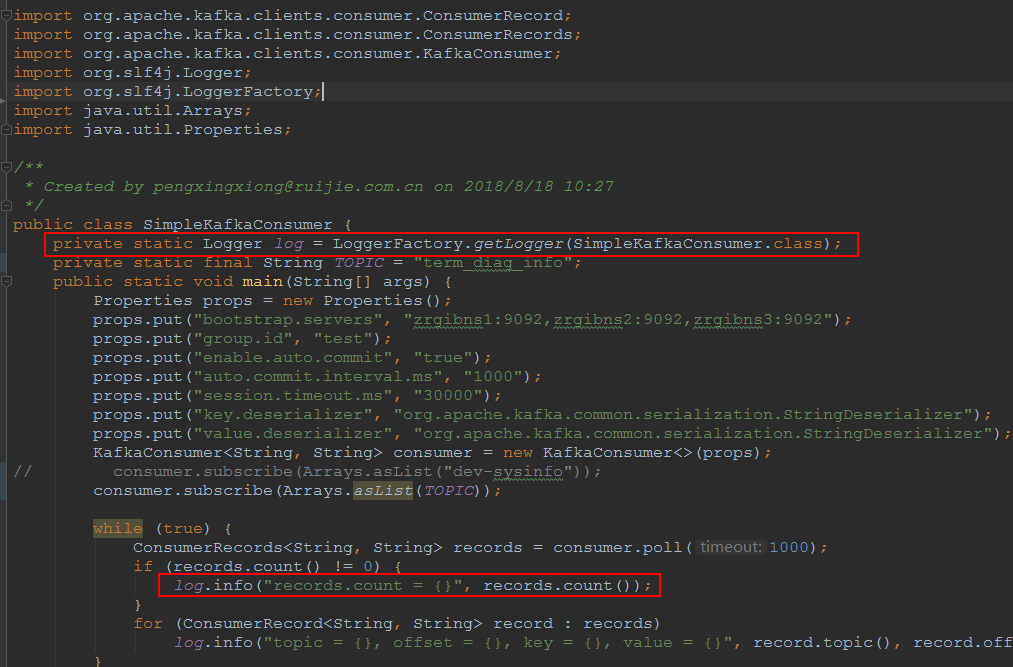 import org.apache.kafka.clients.consumer.ConsumerRecord;
import org.apache.kafka.clients.consumer.ConsumerRecords;
import org.apache.kafka.clients.consumer.KafkaConsumer;
import org.slf4j.Logger;
import org.slf4j.LoggerFactory;
import java.util.Arrays;
import java.util.Properties;
/**
* Created by pengxingxiong@ruijie.com.cn on 2018/8/18 10:27
*/
public class SimpleKafkaConsumer {
private static Logger log = LoggerFactory.getLogger(SimpleKafkaConsumer.class);
private static final String TOPIC = "term_diag_info";
public static void main(String[] args) {
Properties props = new Properties();
props.put("bootstrap.servers", "zrgibns1:9092,zrgibns2:9092,zrgibns3:9092");
props.put("group.id", "test");
props.put("enable.auto.commit", "true");
props.put("auto.commit.interval.ms", "1000");
props.put("session.timeout.ms", "30000");
props.put("key.deserializer", "org.apache.kafka.common.serialization.StringDeserializer");
props.put("value.deserializer", "org.apache.kafka.common.serialization.StringDeserializer");
KafkaConsumer<String, String> consumer = new KafkaConsumer<>(props);
// consumer.subscribe(Arrays.asList("dev-sysinfo"));
consumer.subscribe(Arrays.asList(TOPIC));
while (true) {
ConsumerRecords<String, String> records = consumer.poll( timeout: 1000);
if (records.count() != 0) {
log.info("records.count = {}", records.count());
}
for (ConsumerRecord<String, String> record : records)
log.info("topic = {}, offset = {}, key = {}, value = {}", record.topic(), record.off
}